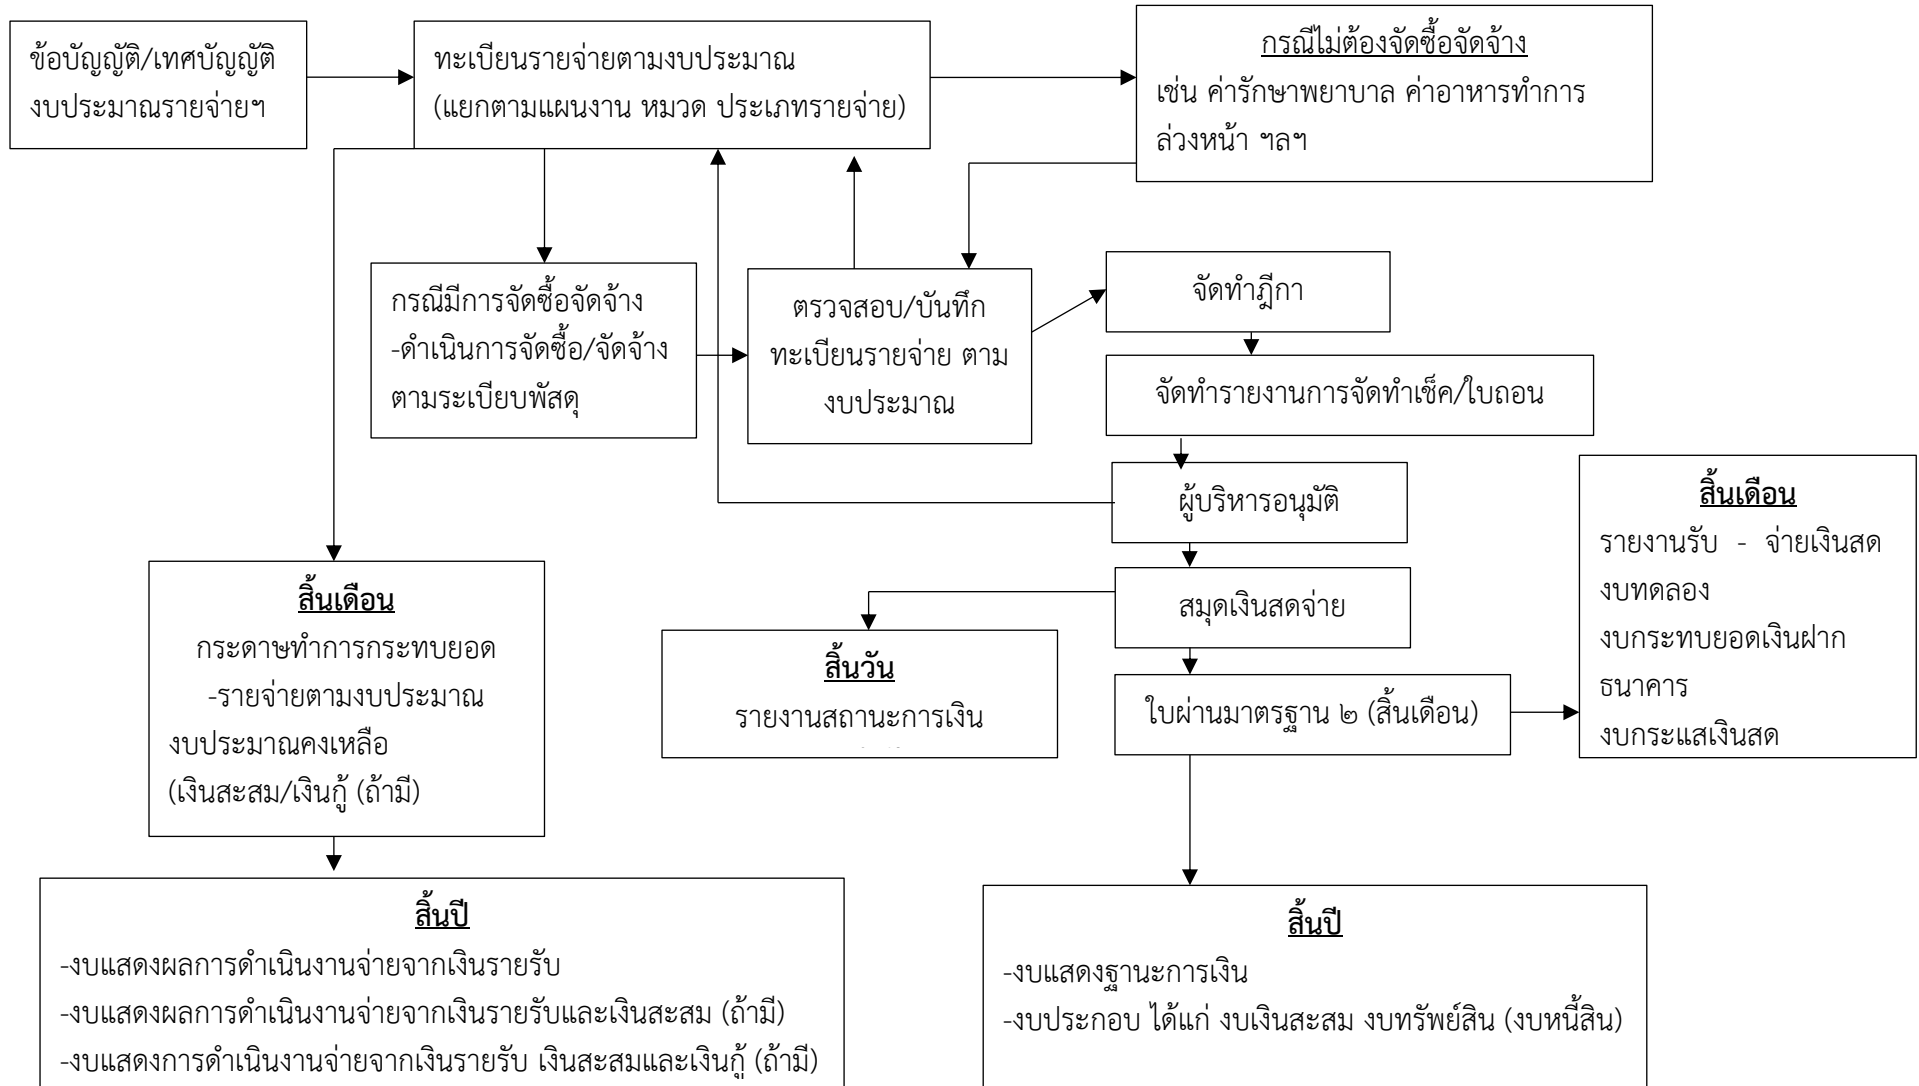 ข้อบัญญัติ/เทศบัญญัติ
งบประมาณรายจ่ายฯ
ทะเบียนรายจ่ายตามงบประมาณ
(แยกตามแผนงาน หมวด ประเภทรายจ่าย)
กรณีไม่ต้องจัดซื้อจัดจ้าง
เช่น ค่ารักษาพยาบาล ค่าอาหารทำการ
ล่วงหน้า ฯลฯ
กรณีมีการจัดซื้อจัดจ้าง
-ดำเนินการจัดซื้อ/จัดจ้าง
ตามระเบียบพัสดุ
ตรวจสอบ/บันทึก
ทะเบียนรายจ่าย ตาม
งบประมาณ
จัดทำฎีกา
จัดทำรายงานการจัดทำเช็ค/ใบถอน
ผู้บริหารอนุมัติ
สมุดเงินสดจ่าย
ใบผ่านมาตรฐาน ๒ (สิ้นเดือน)
สิ้นเดือน
รายงานรับ - จ่ายเงินสด
งบทดลอง
งบกระทบยอดเงินฝาก
ธนาคาร
งบกระแสเงินสด
สิ้นเดือน
กระดาษทำการกระทบยอด
-รายจ่ายตามงบประมาณ
งบประมาณคงเหลือ
(เงินสะสม/เงินกู้ (ถ้ามี)
สิ้นวัน
รายงานสถานะการเงิน
สิ้นปี
-งบแสดงผลการดำเนินงานจ่ายจากเงินรายรับ
-งบแสดงผลการดำเนินงานจ่ายจากเงินรายรับและเงินสะสม (ถ้ามี)
-งบแสดงการดำเนินงานจ่ายจากเงินรายรับ เงินสะสมและเงินกู้ (ถ้ามี)
สิ้นปี
-งบแสดงฐานะการเงิน
-งบประกอบ ได้แก่ งบเงินสะสม งบทรัพย์สิน (งบหนี้สิน)